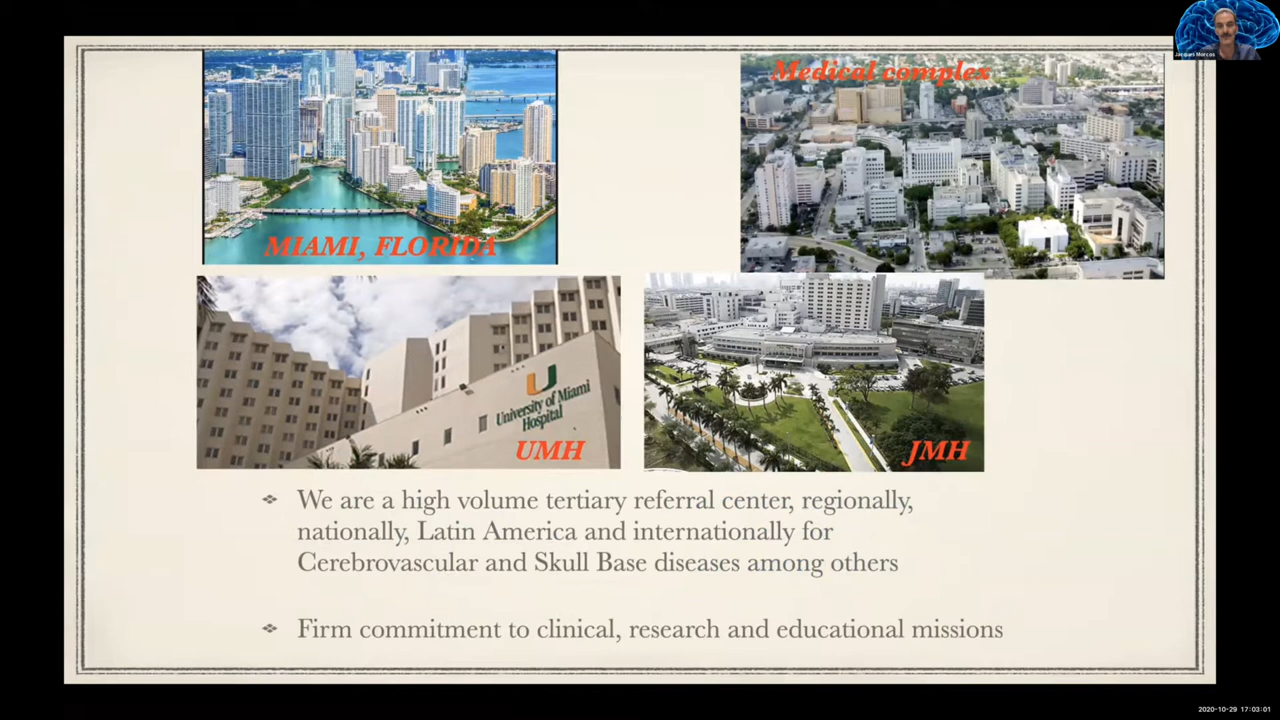 Jacques Morcos
Medical complex
MIAMI, FLORIDA
University of Miami
Hospital
UMH
JMH
We are a high volume tertiary referral center, regionally,
nationally, Latin America and internationally for
Cerebrovascular and Skull Base diseases among others
Firm commitment to clinical, research and educational missions
2020-10-29 17:03:01